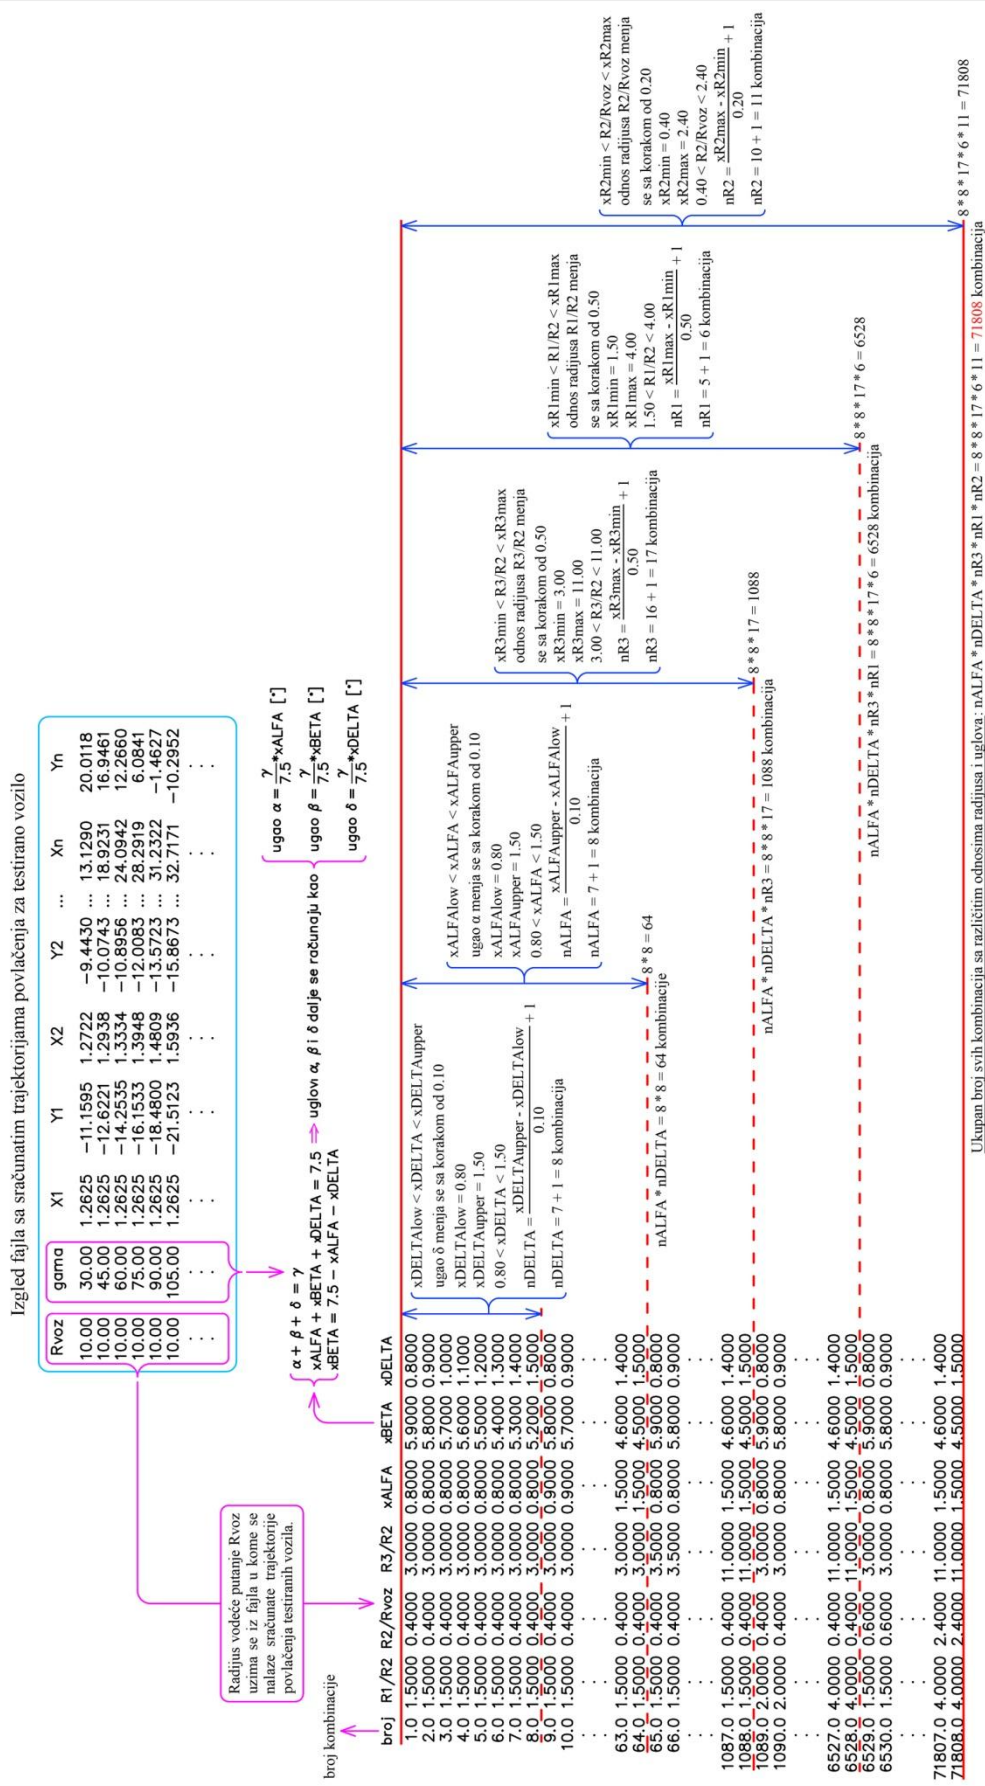 Izgled fajla sa sračunatim trajektorijama povlačenja za testirano vozilo
Rvoz gama X1 Y1 X2 Y2 ... Xn Yn
10.00 30.00 1.2625 −11.1595 1.2722 −9.4430 ... 13.1290 20.0118
10.00 45.00 1.2625 −12.6221 1.2938 −10.0743 ... 18.9231 16.9461
10.00 60.00 1.2625 −14.2535 1.3334 −10.8956 ... 24.0942 12.2660
10.00 75.00 1.2625 −16.1533 1.3948 −12.0083 ... 28.2919 6.0841
10.00 90.00 1.2625 −18.4800 1.4809 −13.5723 ... 31.2322 −1.4627
10.00 105.00 1.2625 −21.5123 1.5936 −15.8673 ... 32.7171 −10.2952
Radijus vodeće putanje Rvoz
uzima se iz fajla u kome se
nalaze sračunate trajektorije
povlačenja testiranih vozila.
α + β + δ = γ
xALFA + xBETA + xDELTA = 7.5 ⇒ uglovi α, β i δ dalje se računaju kao
xBETA = 7.5 − xALFA − xDELTA
ugao α = γ/7.5 *xALFA [°]
ugao β = γ/7.5 *xBETA [°]
ugao δ = γ/7.5 *xDELTA [°]
broj kombinacije
broj R1/R2 R2/Rvoz R3/R2 xALFA xBETA xDELTA
1.0 1.5000 0.4000 3.0000 0.8000 5.9000 0.8000
2.0 1.5000 0.4000 3.0000 0.8000 5.8000 0.9000
3.0 1.5000 0.4000 3.0000 0.8000 5.7000 1.0000
4.0 1.5000 0.4000 3.0000 0.8000 5.6000 1.1000
5.0 1.5000 0.4000 3.0000 0.8000 5.5000 1.2000
6.0 1.5000 0.4000 3.0000 0.8000 5.4000 1.3000
7.0 1.5000 0.4000 3.0000 0.8000 5.3000 1.4000
8.0 1.5000 0.4000 3.0000 0.8000 5.2000 1.5000
9.0 1.5000 0.4000 3.0000 0.9000 5.8000 0.8000
10.0 1.5000 0.4000 3.0000 0.9000 5.7000 0.9000
63.0 1.5000 0.4000 3.0000 1.5000 4.6000 1.4000
64.0 1.5000 0.4000 3.0000 1.5000 4.5000 1.5000
65.0 1.5000 0.4000 3.5000 0.8000 5.9000 0.8000
66.0 1.5000 0.4000 3.5000 0.8000 5.8000 0.9000
1087.0 1.5000 0.4000 11.0000 1.5000 4.6000 1.4000
1088.0 1.5000 0.4000 11.0000 1.5000 4.5000 1.5000
1089.0 2.0000 0.4000 3.0000 0.8000 5.9000 0.8000
1090.0 2.0000 0.4000 3.0000 0.8000 5.8000 0.9000
6527.0 4.0000 0.4000 11.0000 1.5000 4.6000 1.4000
6528.0 4.0000 0.4000 11.0000 1.5000 4.5000 1.5000
6529.0 1.5000 0.6000 3.0000 0.8000 5.9000 0.8000
6530.0 1.5000 0.6000 3.0000 0.8000 5.8000 0.9000
71807.0 4.0000 2.4000 11.0000 1.5000 4.6000 1.4000
71808.0 4.0000 2.4000 11.0000 1.5000 4.5000 1.5000
xDELTAlow < xDELTA < xDELTAupper
ugao δ menja se sa korakom od 0.10
xDELTAlow = 0.80
xDELTAupper = 1.50
0.80 < xDELTA < 1.50
nDELTA = xDELTAupper - xDELTAlow / 0.10 + 1
nDELTA = 7 + 1 = 8 kombinacija
xALFAlow < xALFA < xALFAupper
ugao α menja se sa korakom od 0.10
xALFAlow = 0.80
xALFAupper = 1.50
0.80 < xALFA < 1.50
nALFA = xALFAupper - xALFAlow / 0.10 + 1
nALFA = 7 + 1 = 8 kombinacija
8 * 8 = 64
nALFA * nDELTA = 8 * 8 = 64 kombinacije
xR3min < R3/R2 < xR3max
odnos radijusa R3/R2 menja
se sa korakom od 0.50
xR3min = 3.00
xR3max = 11.00
3.00 < R3/R2 < 11.00
nR3 = xR3max - xR3min / 0.50 + 1
nR3 = 16 + 1 = 17 kombinacija
8 * 8 * 17 = 1088
nALFA * nDELTA * nR3 = 8 * 8 * 17 = 1088 kombinacija
xR1min < R1/R2 < xR1max
odnos radijusa R1/R2 menja
se sa korakom od 0.50
xR1min = 1.50
xR1max = 4.00
1.50 < R1/R2 < 4.00
nR1 = xR1max - xR1min / 0.50 + 1
nR1 = 5 + 1 = 6 kombinacija
8 * 8 * 17 * 6 = 6528
nALFA * nDELTA * nR3 * nR1 = 8 * 8 * 17 * 6 = 6528 kombinacija
xR2min < R2/Rvoz < xR2max
odnos radijusa R2/Rvoz menja
se sa korakom od 0.20
xR2min = 0.40
xR2max = 2.40
0.40 < R2/Rvoz < 2.40
nR2 = xR2max - xR2min / 0.20 + 1
nR2 = 10 + 1 = 11 kombinacija
8 * 8 * 17 * 6 * 11 = 71808
Ukupan broj svih kombinacija sa različitim odnosima radijusa i uglova : nALFA * nDELTA * nR3 * nR1 * nR2 = 8 * 8 * 17 * 6 * 11 = 71808 kombinacija